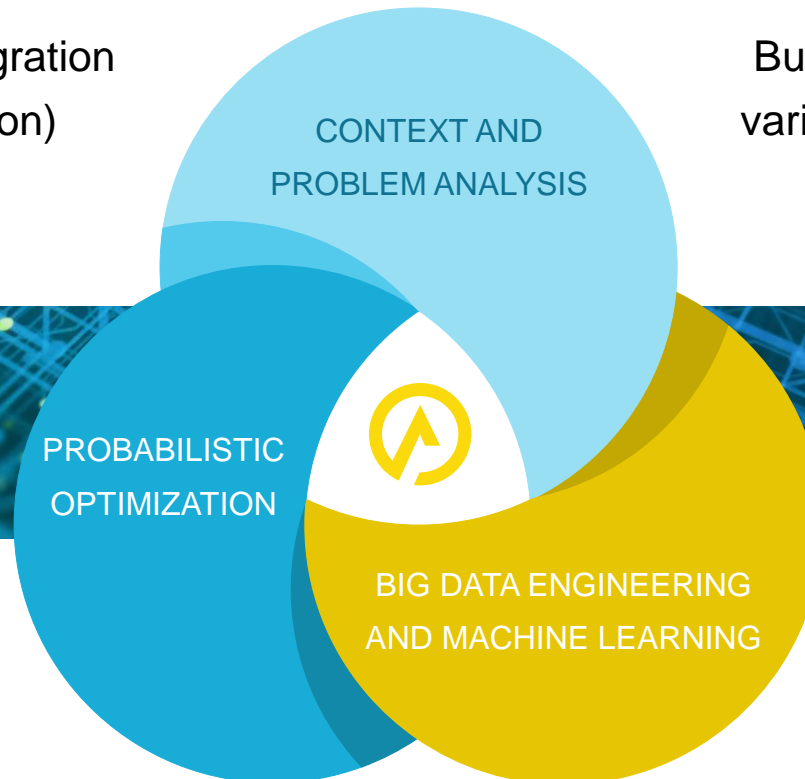 gration
on)
Bu
vari
CONTEXT AND
PROBLEM ANALYSIS
PROBABILISTIC
OPTIMIZATION
BIG DATA ENGINEERING
AND MACHINE LEARNING